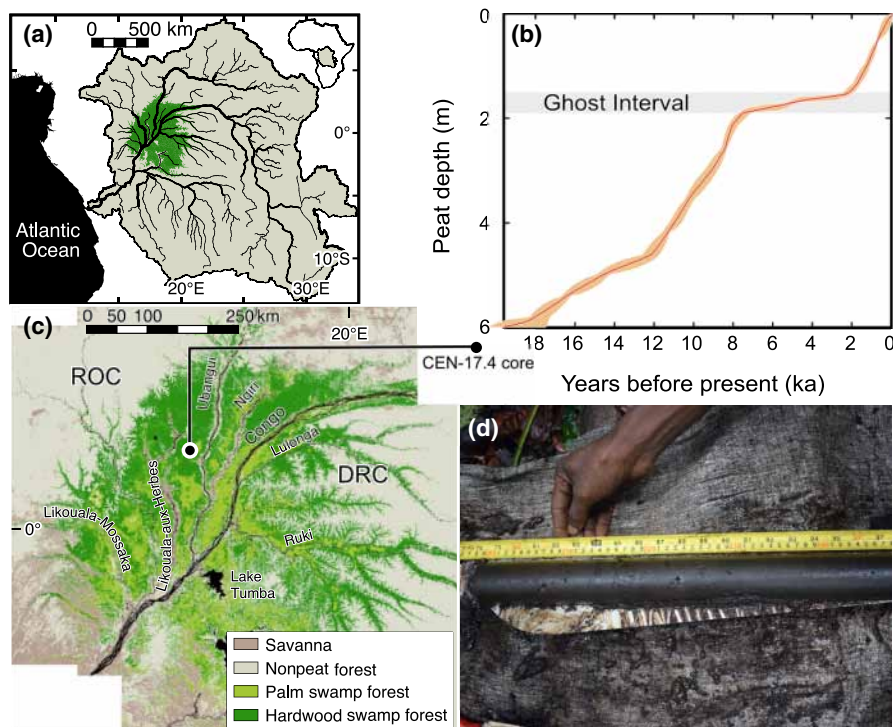 (a)
0 500 km
0°
Atlantic
Ocean
10°S
20°E
30°E
(b)
0
2
4
6
Peat depth (m)
Ghost Interval
18 16 14 12 10 8 6 4 2 0
Years before present (ka)
(c)
0 50 100 250 km
20°E
CEN-17.4 core
ROC
DRC
Ubangui
Ngiri
Congo
Lulonga
Likouala-Mossaka
Likouala-aux-Herbes
0°
Ruki
Lake
Tumba
Savanna
Nonpeat forest
Palm swamp forest
Hardwood swamp forest
(d)